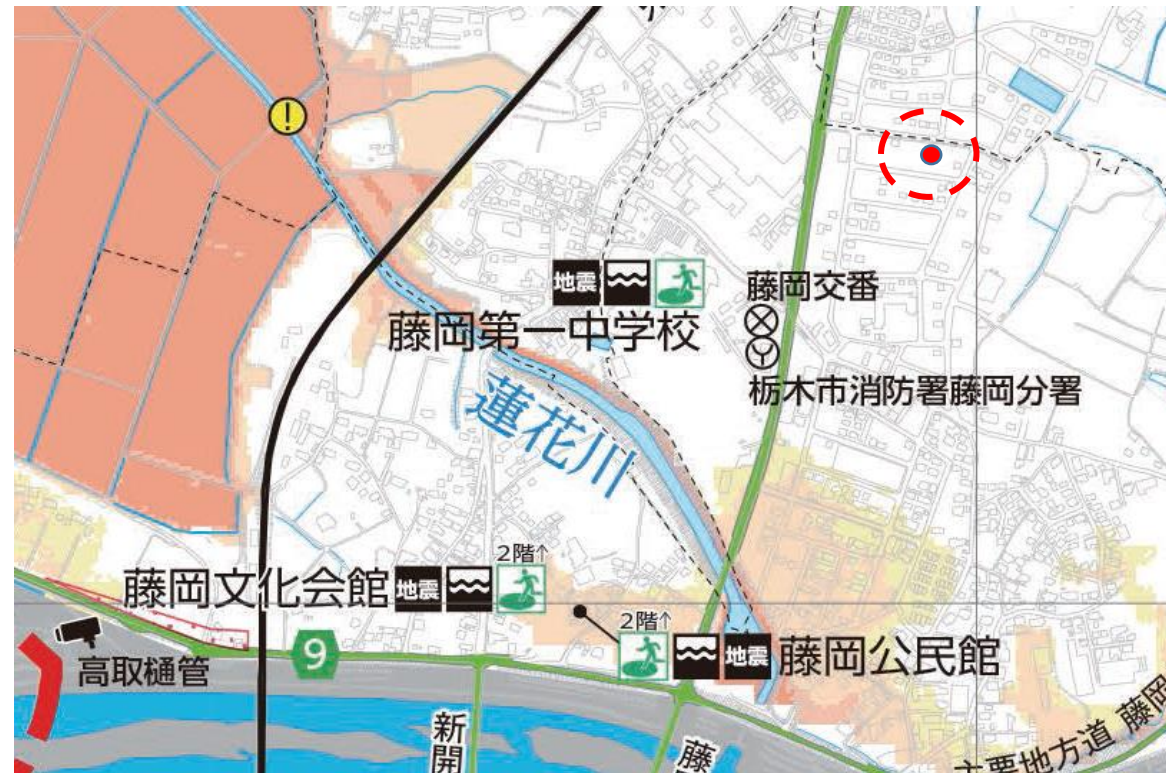 地震
藤岡第一中学校
藤岡交番
栃木市消防署藤岡分署
蓮花川
2階↑
藤岡文化会館 地震
2階↑
地震 藤岡公民館
9
高取樋管
新開
藤
主要地方道 藤岡